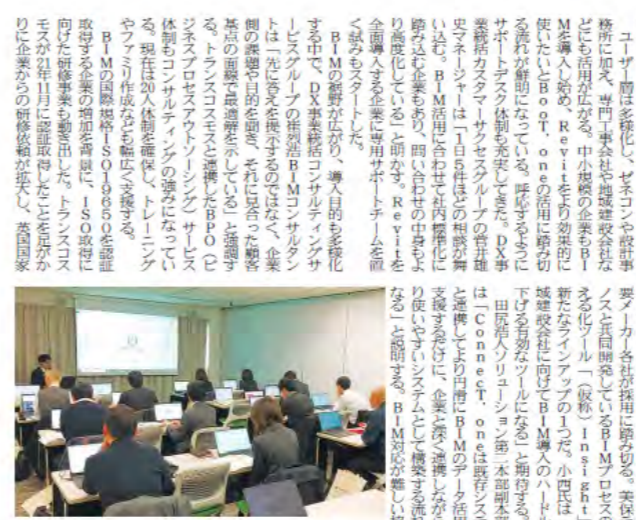 ユーザー層は多様化し、ゼネコンや設計事
務所に加え、専門工事会社や地域建設会社な
どにも活用が広がる。中小規模の企業もBI
Mを導入し始め、Revitをより効果的に
使いたいとBooT.oneの活用に踏み切
る流れが鮮明になっている。呼応するように
サポートデスク体制も充実してきた。DX事
業統括カスタマーサクセスグループの菅井雄
史マネージャーは「1日5件ほどの相談が舞
い込む。BIM活用に合わせて社内標準化に
踏み込む企業もあり、問い合わせの中身もよ
り高度化している」と明かす。Revitを
全面導入する企業に専用サポートチームを置
く試みもスタートした。
BIMの裾野が広がり、導入目的も多様化
する中で、DX事業統括コンサルティングサ
ービスグループの崔烈浩BIMコンサルタン
トは「先に答えを提示するのではなく、企業
側の課題や目的を聞き、それに見合った顧客
基点の面線で最適解を示している」と強調す
る。トランスコスモスと連携したBPO（ビ
ジネスプロセスアウトソーシング）サービス
体制もコンサルティングの強みになってい
る。現在は20人体制を確保し、トレーニング
やファミリ作成なども幅広く支援する。
BIMの国際規格ISO19650を認証
取得する企業の増加を背景に、ISO取得に
向けた研修事業も動き出した。トランスコス
モスが21年11月に認証取得したことを足がか
りに企業からの研修依頼が拡大し、英国国家
要メーカー各社が採用に踏み切る。美保テ
ノスと共同開発しているBIMプロセスの
える化ツール「（仮称）Insight」
新たなラインアップの1つだ。小西氏は
域建設会社に向けてBIM導入のハードル
下げる有効なツールになる」と期待する。
田尻浩人ソリューション第二本部副本部
は「ConnecT.oneは既存システ
と連携してより円滑にBIMのデータ活用
支援するだけに、企業と深く連携しながら
り使いやすいシステムとして構築する流れ
なる」と説明する。BIM対応が難しい